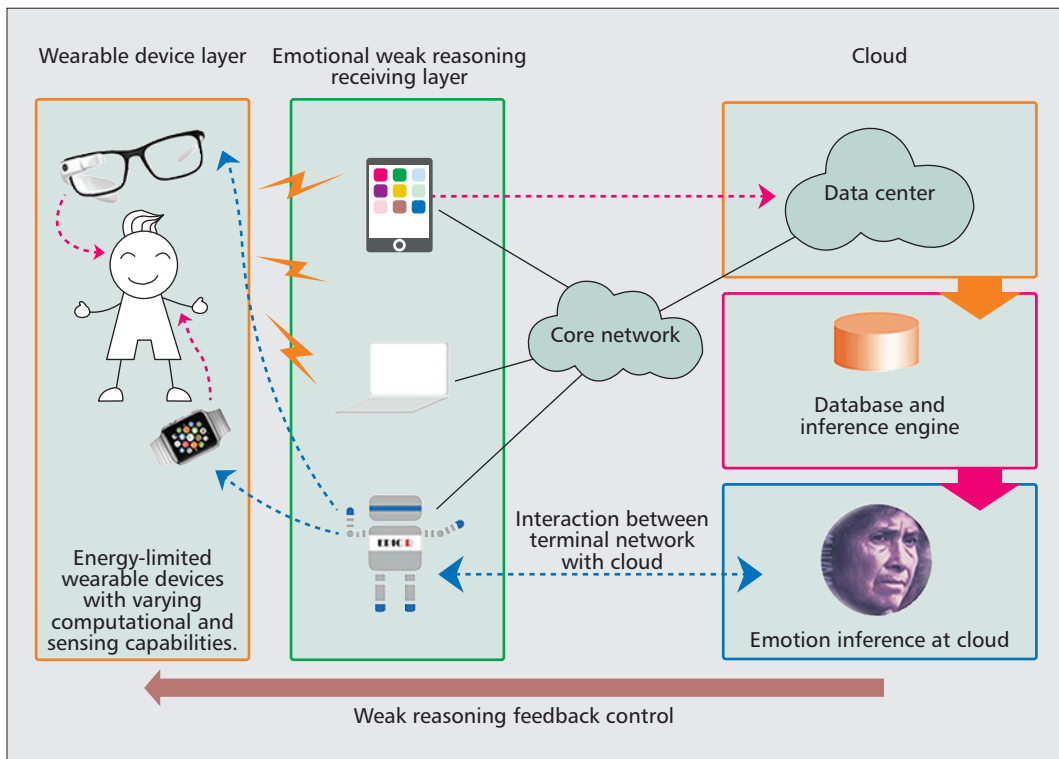 Wearable device layer
Emotional weak reasoning
receiving layer
Cloud
Data center
Core network
Database and
inference engine
EPICR
Interaction between
terminal network
with cloud
Energy-limited
wearable devices
with varying
computational and
sensing capabilities.
Emotion inference at cloud
Weak reasoning feedback control